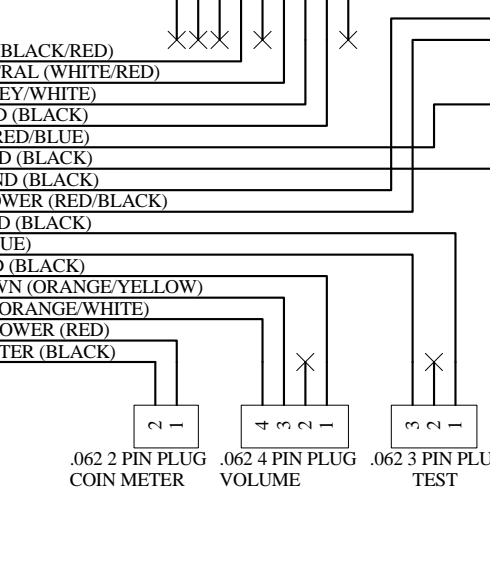 BLACK/RED)
TRAL (WHITE/RED)
EY/WHITE)
D (BLACK)
RED/BLUE)
D (BLACK)
ND (BLACK)
OWER (RED/BLACK)
D (BLACK)
UE)
D (BLACK)
WN (ORANGE/YELLOW)
ORANGE/WHITE)
OWER (RED)
TER (BLACK)
2 1
4 3 2 1
3 2 1
.062 2 PIN PLUG
COIN METER
.062 4 PIN PLUG
VOLUME
.062 3 PIN PLU
TEST